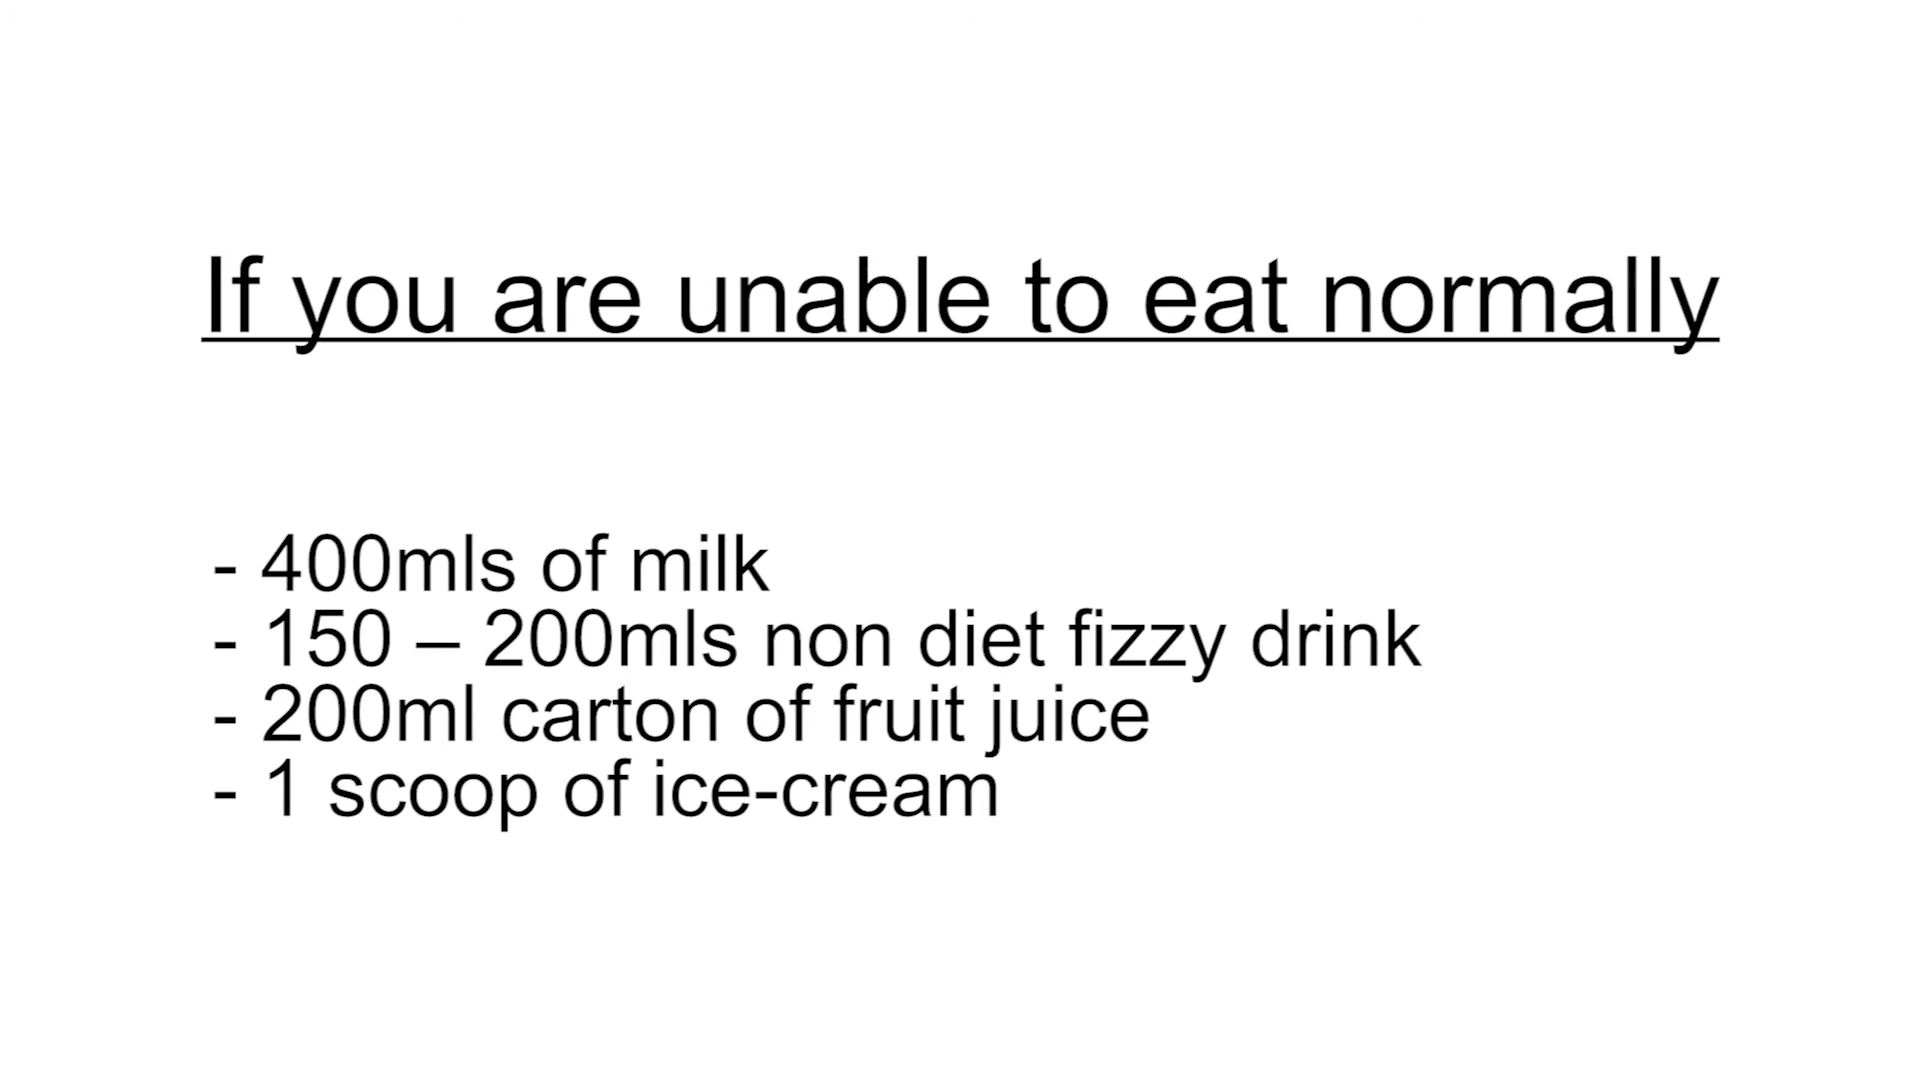 If you are unable to eat normally
- 400mls of milk
- 150 – 200mls non diet fizzy drink
- 200ml carton of fruit juice
- 1 scoop of ice-cream